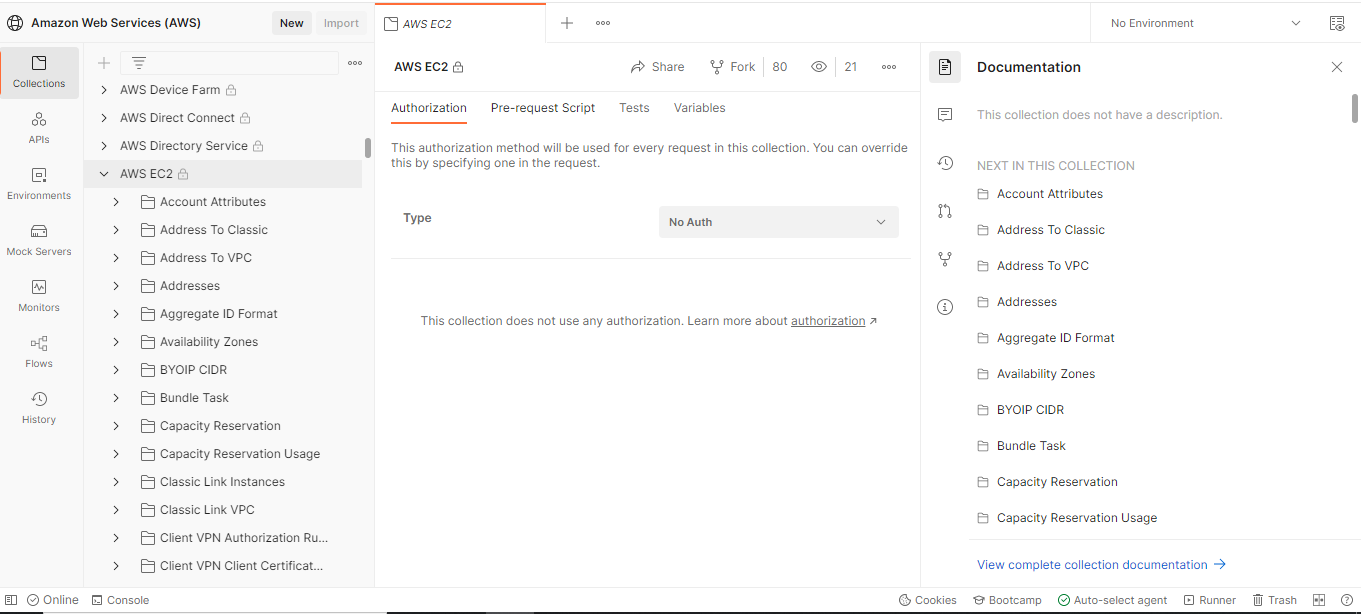 Amazon Web Services (AWS)
New
Import
AWS EC2
No Environment
Collections
APIs
Environments
Mock Servers
Monitors
Flows
History
AWS Device Farm
AWS Direct Connect
AWS Directory Service
AWS EC2
Account Attributes
Address To Classic
Address To VPC
Addresses
Aggregate ID Format
Availability Zones
BYOIP CIDR
Bundle Task
Capacity Reservation
Capacity Reservation Usage
Classic Link Instances
Classic Link VPC
Client VPN Authorization Ru...
Client VPN Client Certificat...
AWS EC2
Share
Fork
80
21
Authorization
Pre-request Script
Tests
Variables
This authorization method will be used for every request in this collection. You can override
this by specifying one in the request.
Type
No Auth
This collection does not use any authorization. Learn more about authorization ↗
Documentation
This collection does not have a description.
NEXT IN THIS COLLECTION
Account Attributes
Address To Classic
Address To VPC
Addresses
Aggregate ID Format
Availability Zones
BYOIP CIDR
Bundle Task
Capacity Reservation
Capacity Reservation Usage
View complete collection documentation →
Online
Console
Cookies
Bootcamp
Auto-select agent
Runner
Trash